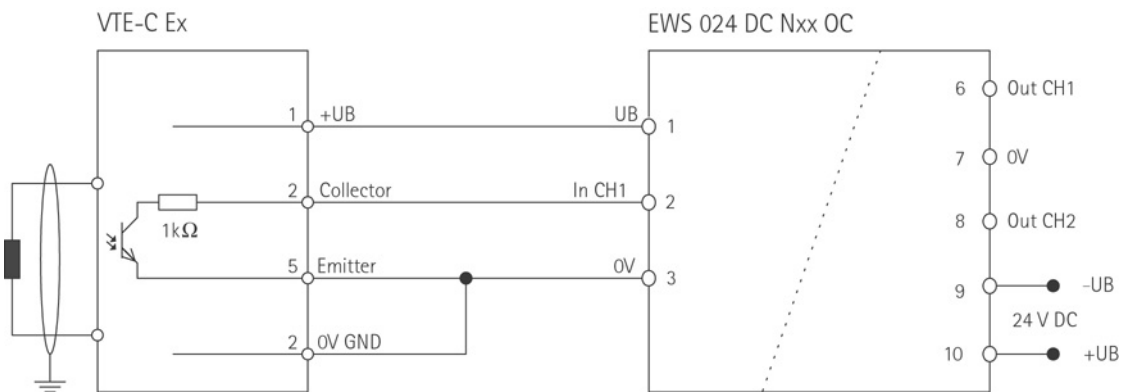 VTE-C Ex
EWS 024 DC Nxx OC
1 +UB
UB 1
2 Collector
In CH1 2
1kΩ
5 Emitter
0V 3
2 0V GND
6 Out CH1
7 0V
8 Out CH2
9 -UB
24 V DC
10 +UB